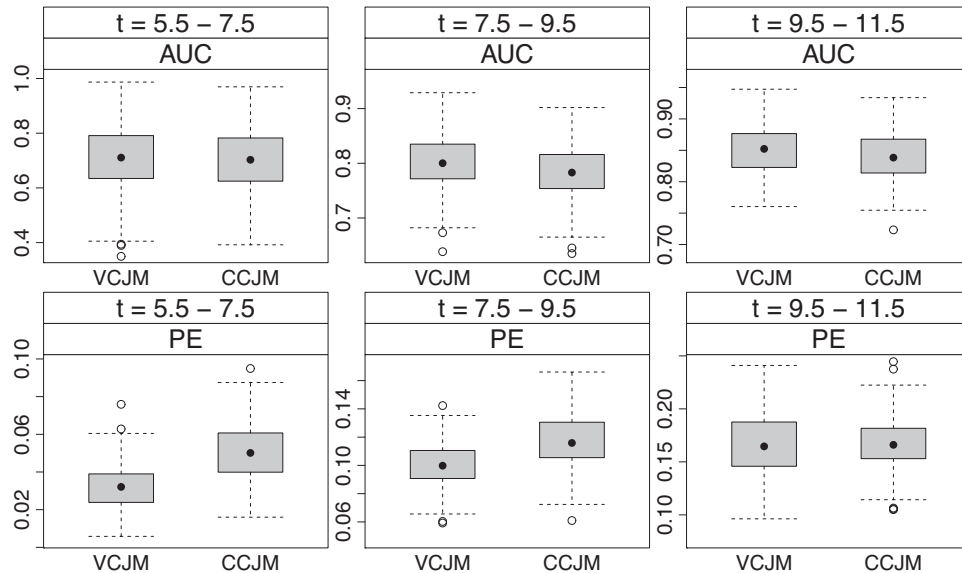 t = 5.5 − 7.5
t = 7.5 − 9.5
t = 9.5 − 11.5
AUC
AUC
AUC
1.0
0.8
0.6
0.4
0.9
0.8
0.7
0.90
0.80
0.70
VCJM CCJM
VCJM CCJM
VCJM CCJM
t = 5.5 − 7.5
t = 7.5 − 9.5
t = 9.5 − 11.5
PE
PE
PE
0.10
0.06
0.02
0.14
0.10
0.06
0.20
0.15
0.10
VCJM CCJM
VCJM CCJM
VCJM CCJM